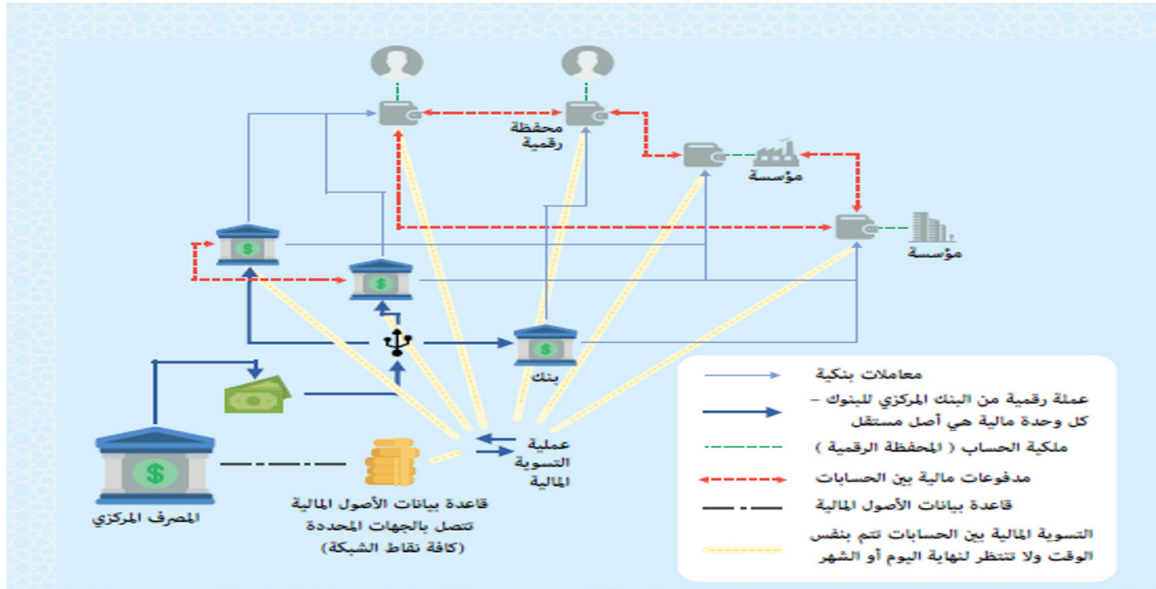 محفظة
رقمية
مؤسسة
مؤسسة
بنك
عملية
التسوية
المالية
المصرف المركزي
قاعدة بيانات الأصول المالية
تتصل بالجهات المحددة
(كافة نقاط الشبكة)
معاملات بنكية
عملة رقمية من البنك المركزي للبنوك –
كل وحدة مالية هي أصل مستقل
ملكية الحساب ( المحفظة الرقمية )
مدفوعات مالية بين الحسابات
قاعدة بيانات الأصول المالية
التسوية المالية بين الحسابات تتم بنفس
الوقت ولا تنتظر لنهاية اليوم أو الشهر